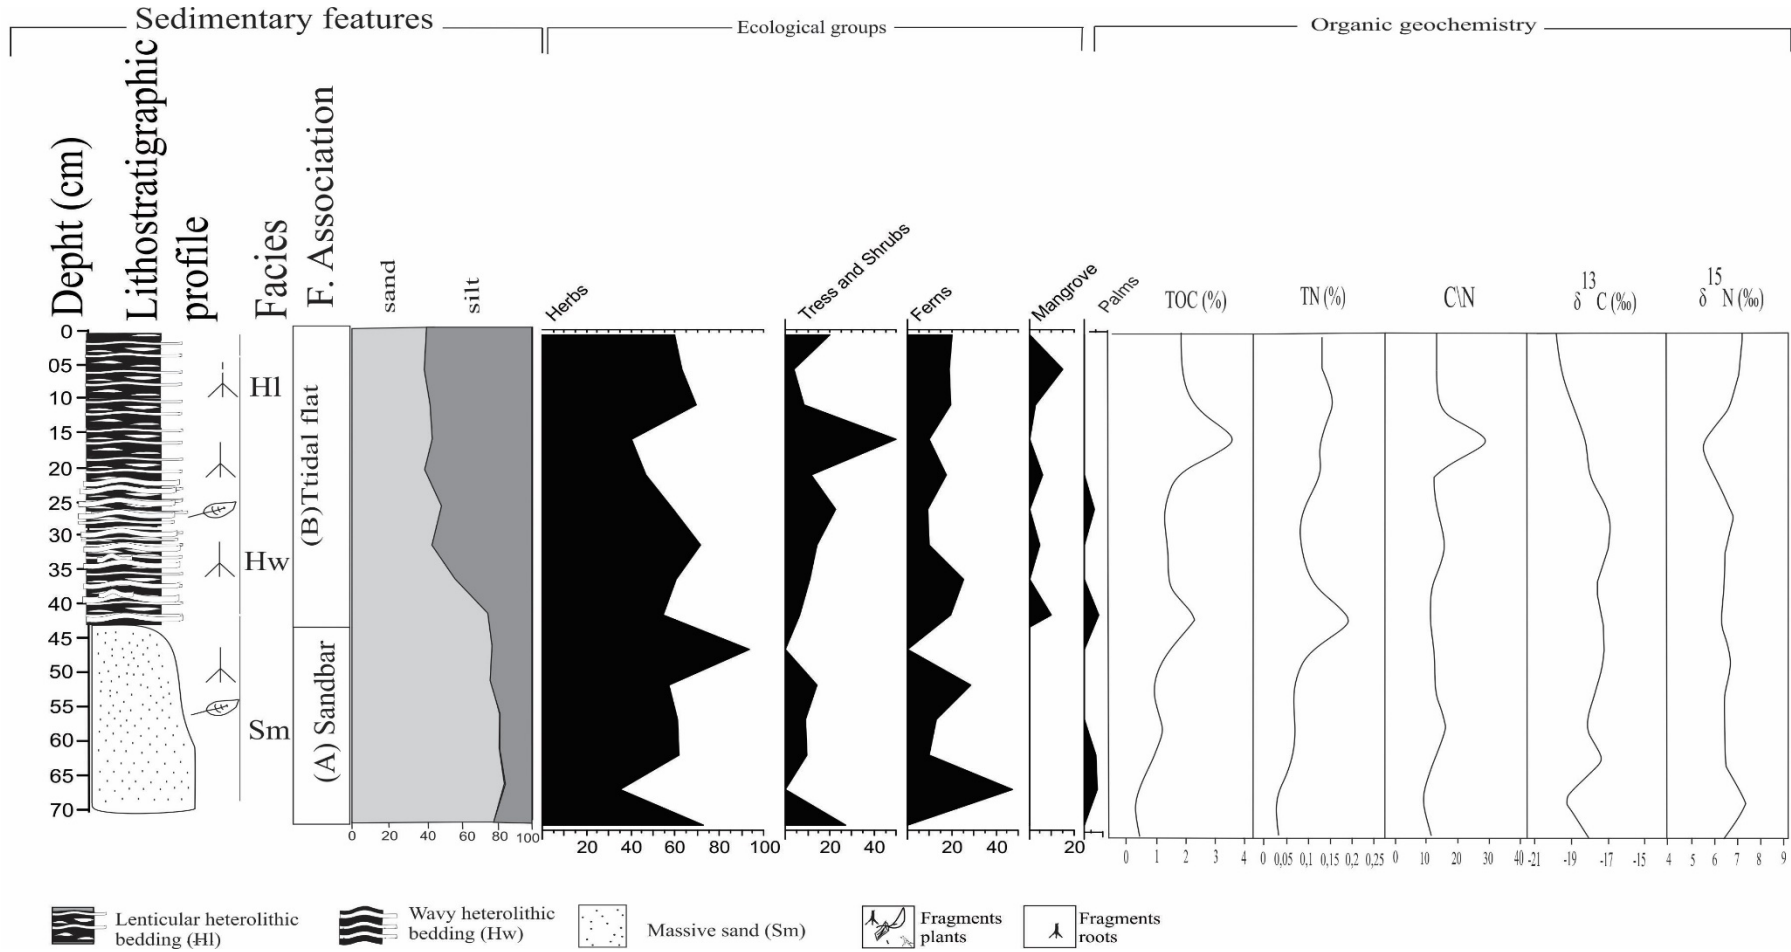 Sedimentary features
Ecological groups
Organic geochemistry
Depht (cm)
Lithostratigraphic
profile
Facies
F. Association
sand
silt
Herbs
Tress and Shrubs
Ferns
Mangrove
Palms
TOC (%)
TN (%)
C\N
δ13C (‰)
δ15N (‰)
0
05
10
15
20
25
30
35
40
45
50
55
60
65
70
Hl
Hw
Sm
(B)Ttidal flat
(A) Sandbar
0 40 60 80 100
20 40 60 80 100
20 40
20 40
20
0 1 2 3 4
0 0,05 0,1 0,15 0,2 0,25
0 10 20 30 40
-21 -19 -17 -15
4 5 6 7 8 9
Lenticular heterolithic
bedding (Hl)
Wavy heterolithic
bedding (Hw)
Massive sand (Sm)
Fragments
plants
Fragments
roots